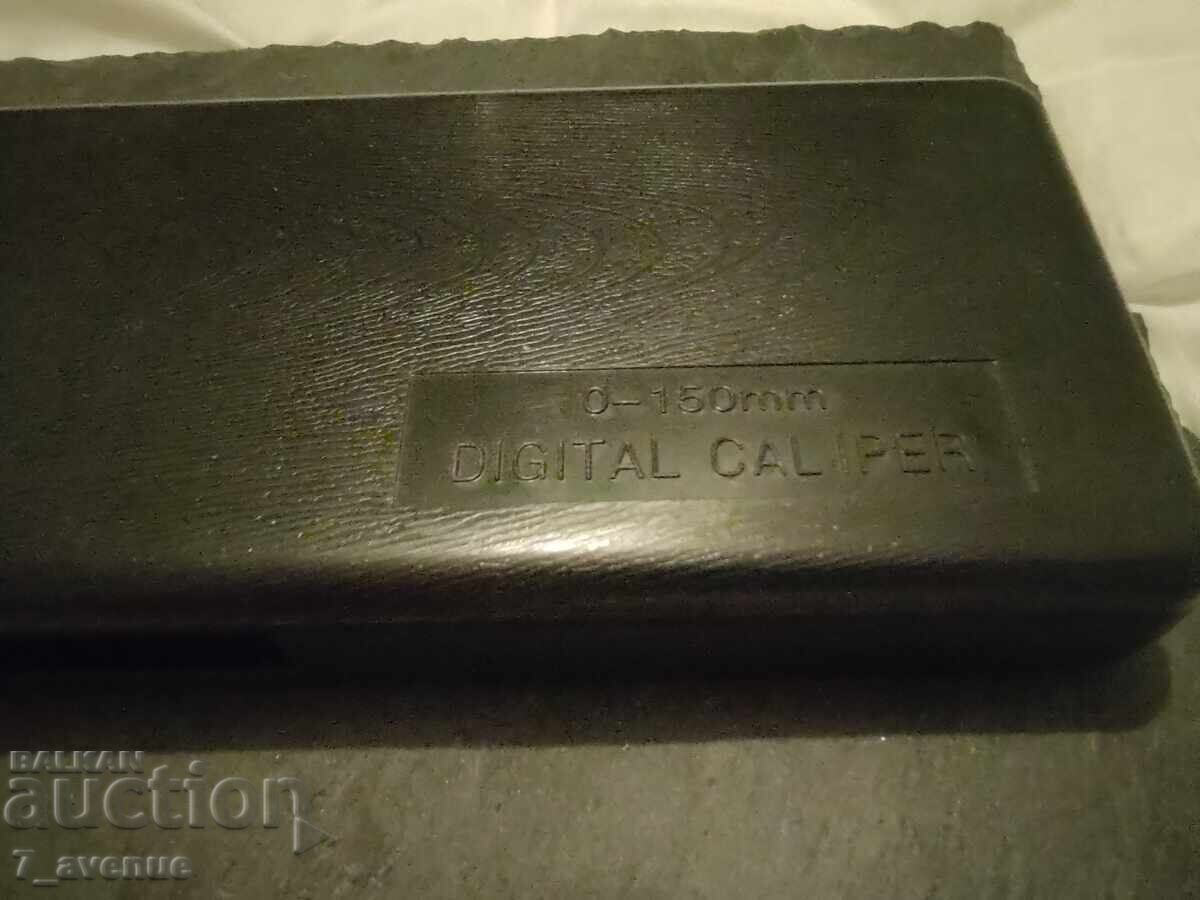 0-150mm
DIGITAL CALIPER
BALKAN
auction
7_avenue